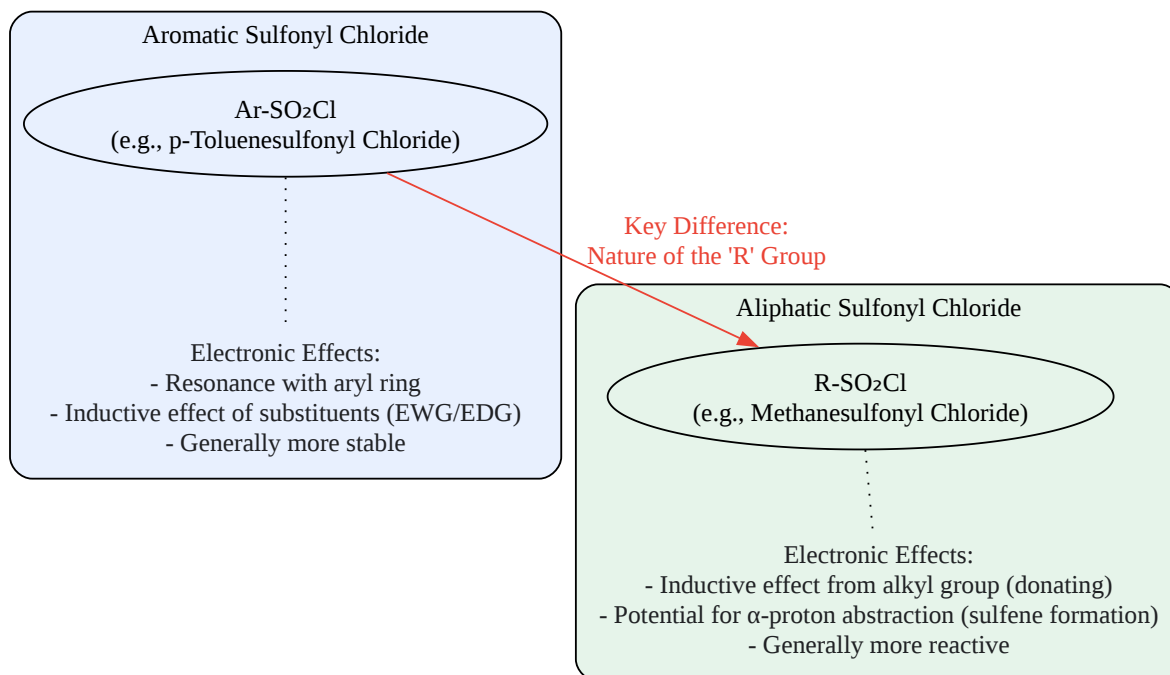 Aromatic Sulfonyl Chloride
Ar-SO₂Cl
(e.g., p-Toluenesulfonyl Chloride)
Electronic Effects:
- Resonance with aryl ring
- Inductive effect of substituents (EWG/EDG)
- Generally more stable
Key Difference:
Nature of the 'R' Group
Aliphatic Sulfonyl Chloride
R-SO₂Cl
(e.g., Methanesulfonyl Chloride)
Electronic Effects:
- Inductive effect from alkyl group (donating)
- Potential for α-proton abstraction (sulfene formation)
- Generally more reactive